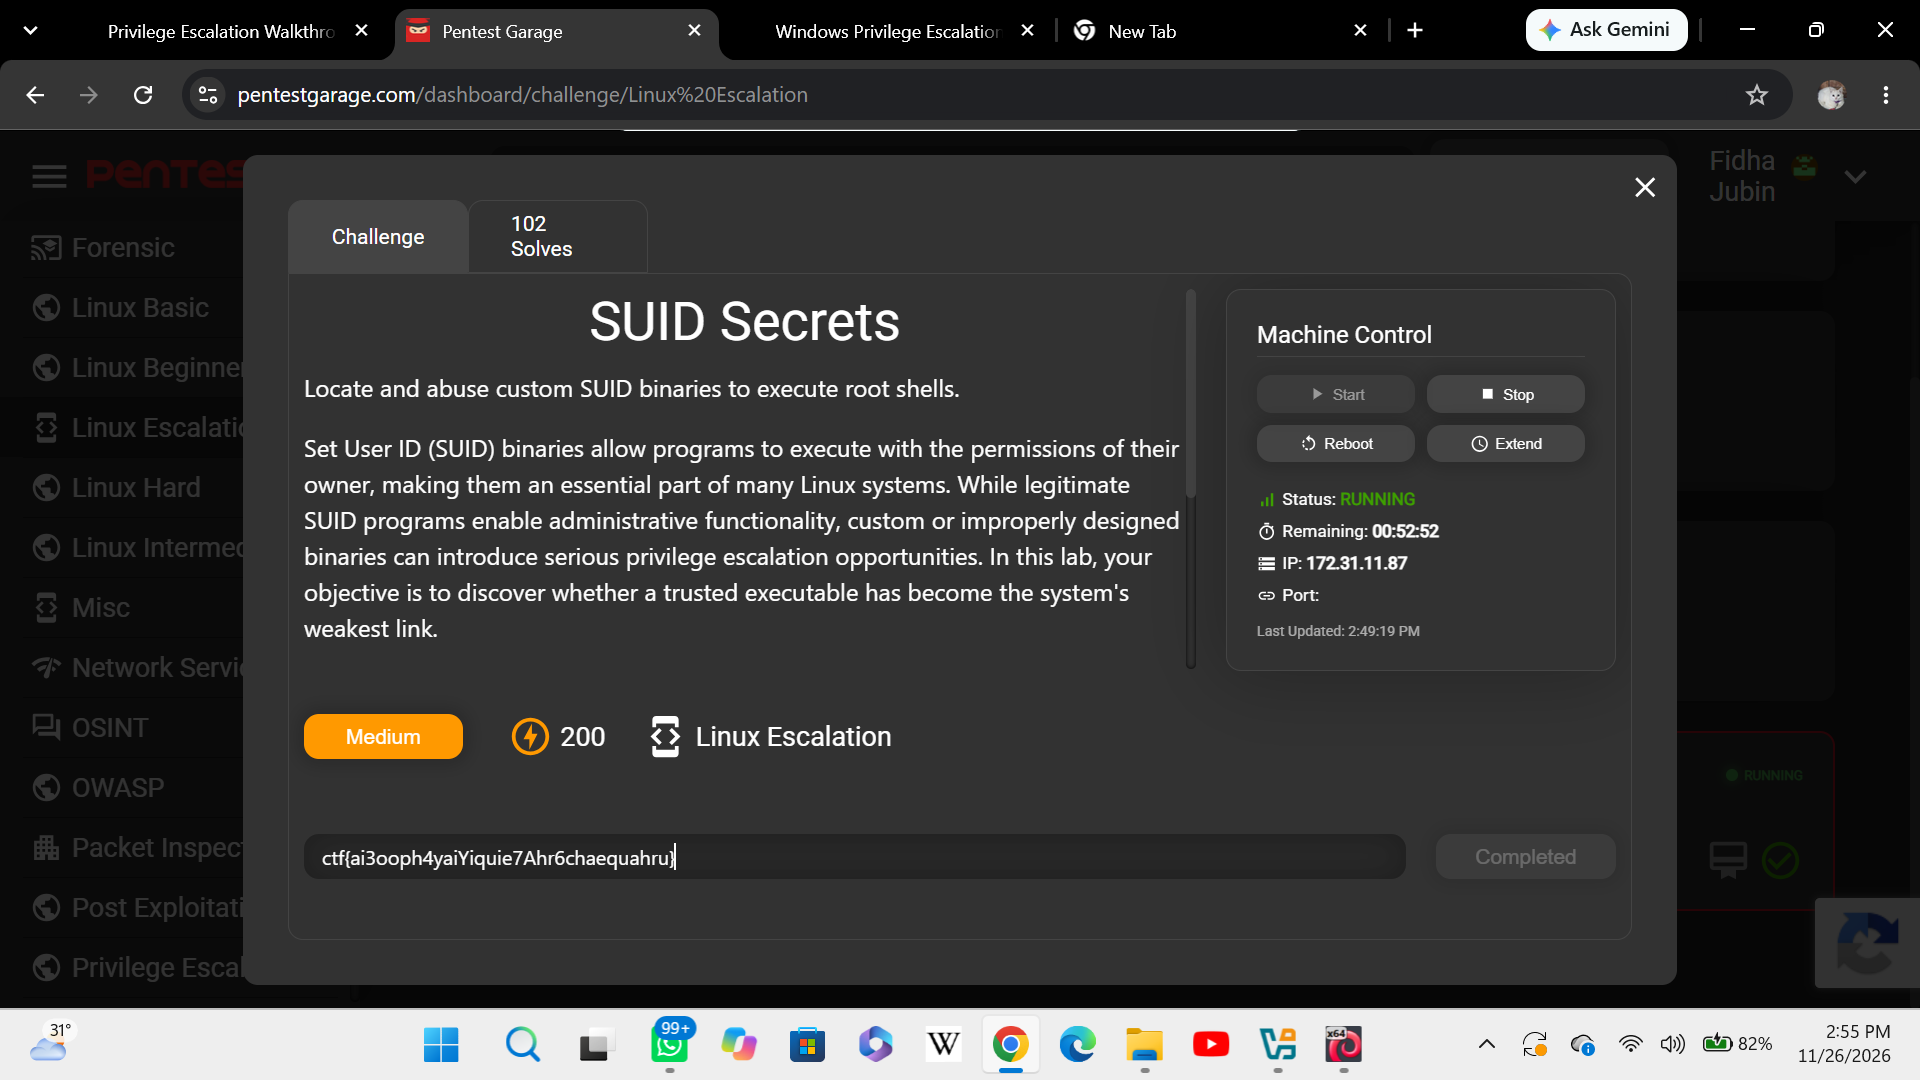 Privilege Escalation Walkthro
Pentest Garage
Windows Privilege Escalation
New Tab
Ask Gemini
pentestgarage.com/dashboard/challenge/Linux%20Escalation
Pentes
Fidha
Jubin
Forensic
Linux Basic
Linux Beginner
Linux Escalatio
Linux Hard
Linux Intermed
Misc
Network Servi
OSINT
OWASP
Packet Inspect
Post Exploitati
Privilege Escal
Challenge
102
Solves
SUID Secrets
Locate and abuse custom SUID binaries to execute root shells.
Set User ID (SUID) binaries allow programs to execute with the permissions of their
owner, making them an essential part of many Linux systems. While legitimate
SUID programs enable administrative functionality, custom or improperly designed
binaries can introduce serious privilege escalation opportunities. In this lab, your
objective is to discover whether a trusted executable has become the system's
weakest link.
Medium
200
Linux Escalation
ctf{ai3ooph4yaiYiquie7Ahr6chaequahru}
Completed
Machine Control
Start
Stop
Reboot
Extend
Status: RUNNING
Remaining: 00:52:52
IP: 172.31.11.87
Port:
Last Updated: 2:49:19 PM
RUNNING
31°
99+
W
x64
82%
2:55 PM
11/26/2026